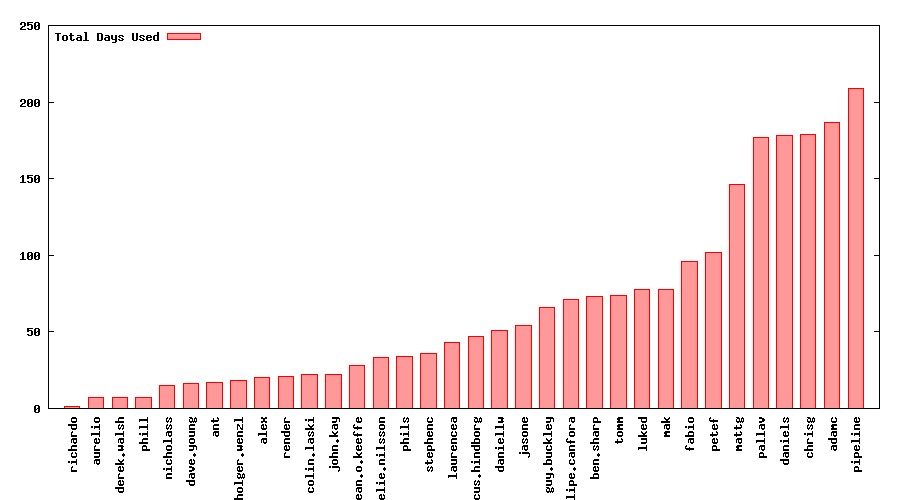 250
Total Days Used
200
150
100
50
0
richardo
aurelio
derek.walsh
phill
nicholass
dave.young
ant
holger.wenzl
alex
render
colin.laski
john.kay
ean.o.keeffe
elie.nilsson
phils
stephenc
laurencea
cus.hindborg
daniellw
jasone
guy.buckley
lipe.canfora
ben.sharp
tomm
luked
mak
fabio
petef
mattg
pallav
daniels
chrisg
adamc
pipeline